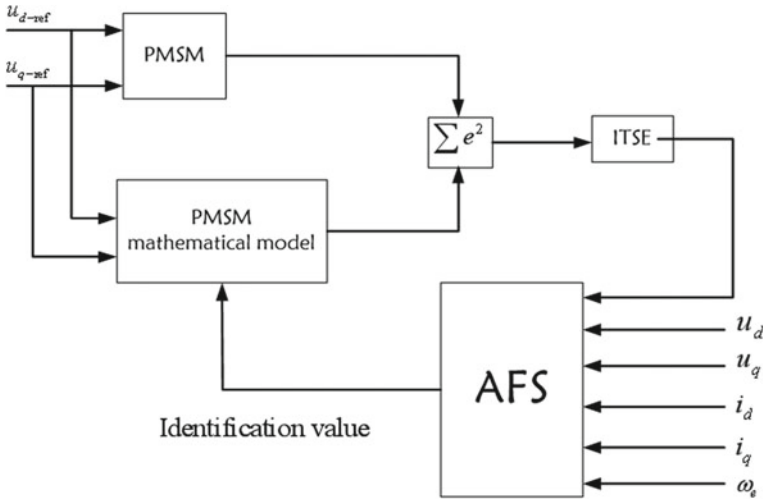 u_{d-ref}
u_{q-ref}
PMSM
∑ e²
ITSE
PMSM
mathematical model
AFS
u_d
u_q
i_d
i_q
ω_e
Identification value